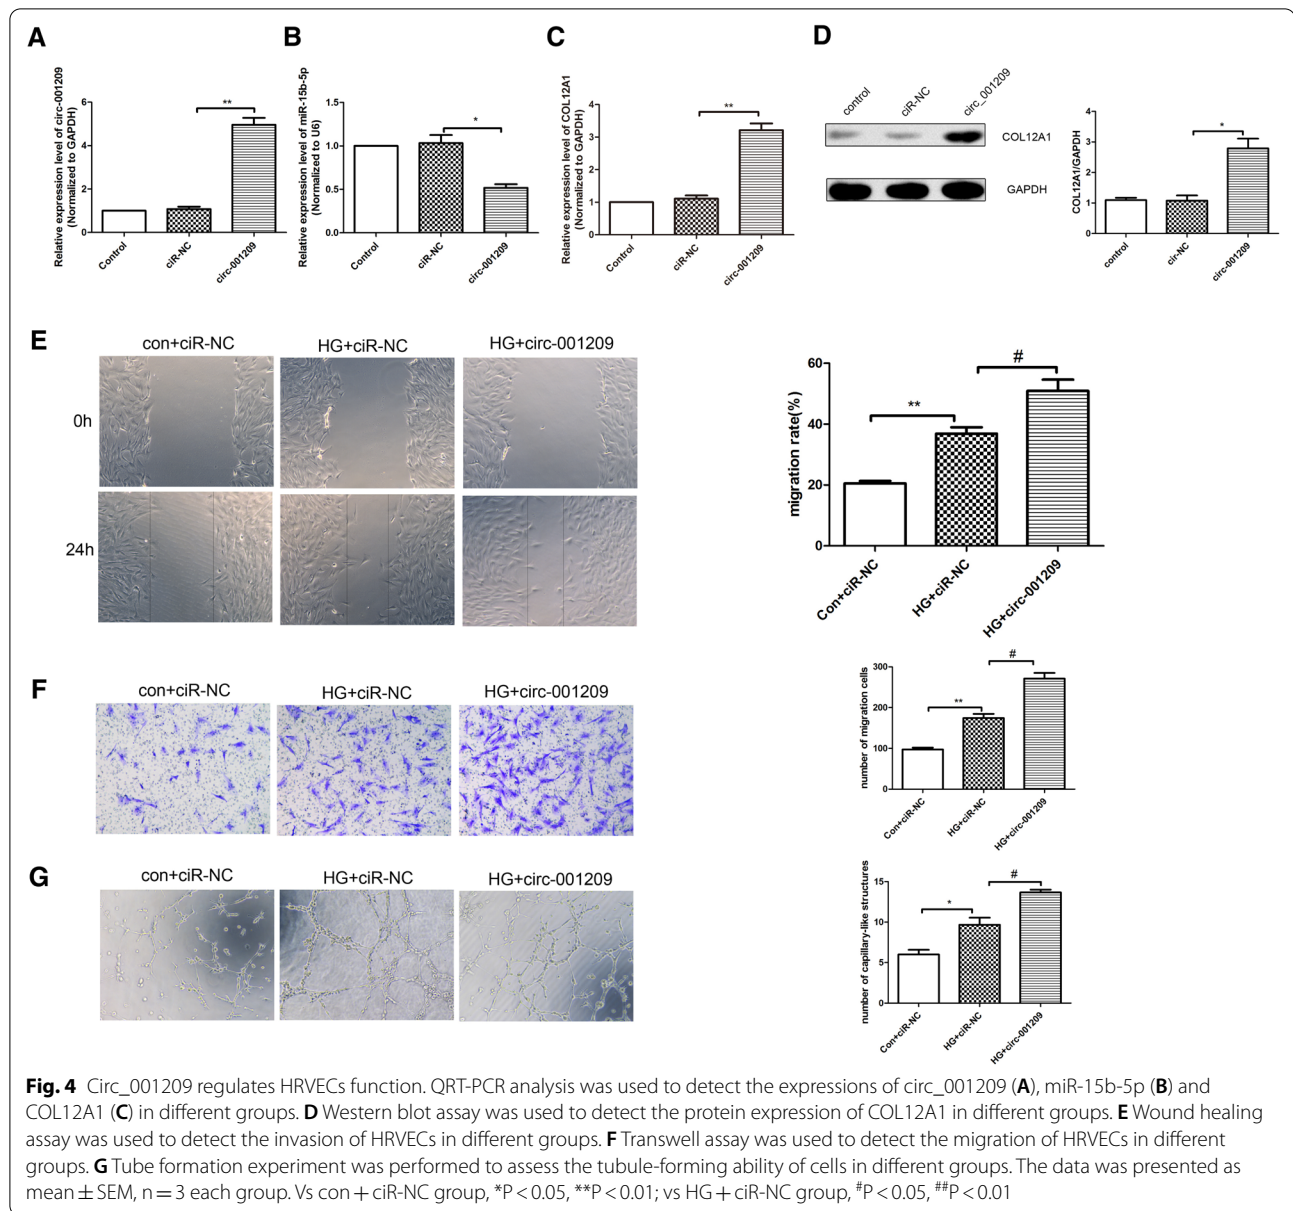 A
Relative expression level of circ-001209
(Normalized to GAPDH)
6
4
2
0
**
Control
ciR-NC
circ-001209
B
Relative expression level of miR-15b-5p
(Normalized to U6)
1.5
1.0
0.5
0.0
*
Control
ciR-NC
circ-001209
C
Relative expression level of COL12A1
(Normalized to GAPDH)
4
3
2
1
0
**
Control
ciR-NC
circ-001209
D
control
ciR-NC
circ_001209
COL12A1
GAPDH
COL12A1/GAPDH
4
3
2
1
0
*
control
cir-NC
circ-001209
E
con+ciR-NC
HG+ciR-NC
HG+circ-001209
0h
24h
migration rate(%)
60
40
20
0
**
#
Con+ciR-NC
HG+ciR-NC
HG+circ-001209
F
con+ciR-NC
HG+ciR-NC
HG+circ-001209
number of migration cells
300
200
100
0
**
#
Con+ciR-NC
HG+ciR-NC
HG+circ-001209
G
con+ciR-NC
HG+ciR-NC
HG+circ-001209
number of capillary-like structures
15
10
5
0
*
#
Con+ciR-NC
HG+ciR-NC
HG+circ-001209
Fig. 4 Circ_001209 regulates HRVECs function. QRT-PCR analysis was used to detect the expressions of circ_001209 (A), miR-15b-5p (B) and
COL12A1 (C) in different groups. D Western blot assay was used to detect the protein expression of COL12A1 in different groups. E Wound healing
assay was used to detect the invasion of HRVECs in different groups. F Transwell assay was used to detect the migration of HRVECs in different
groups. G Tube formation experiment was performed to assess the tubule-forming ability of cells in different groups. The data was presented as
mean ± SEM, n = 3 each group. Vs con + ciR-NC group, *P < 0.05, **P < 0.01; vs HG + ciR-NC group, #P < 0.05, ##P < 0.01